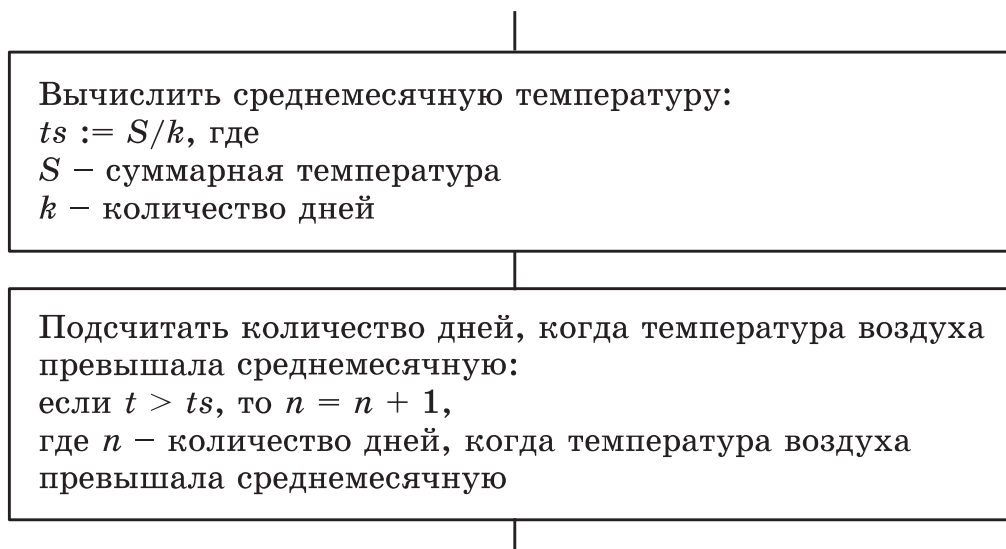 Вычислить среднемесячную температуру:
ts := S/k, где
S – суммарная температура
k – количество дней
Подсчитать количество дней, когда температура воздуха
превышала среднемесячную:
если t > ts, то n = n + 1,
где n – количество дней, когда температура воздуха
превышала среднемесячную